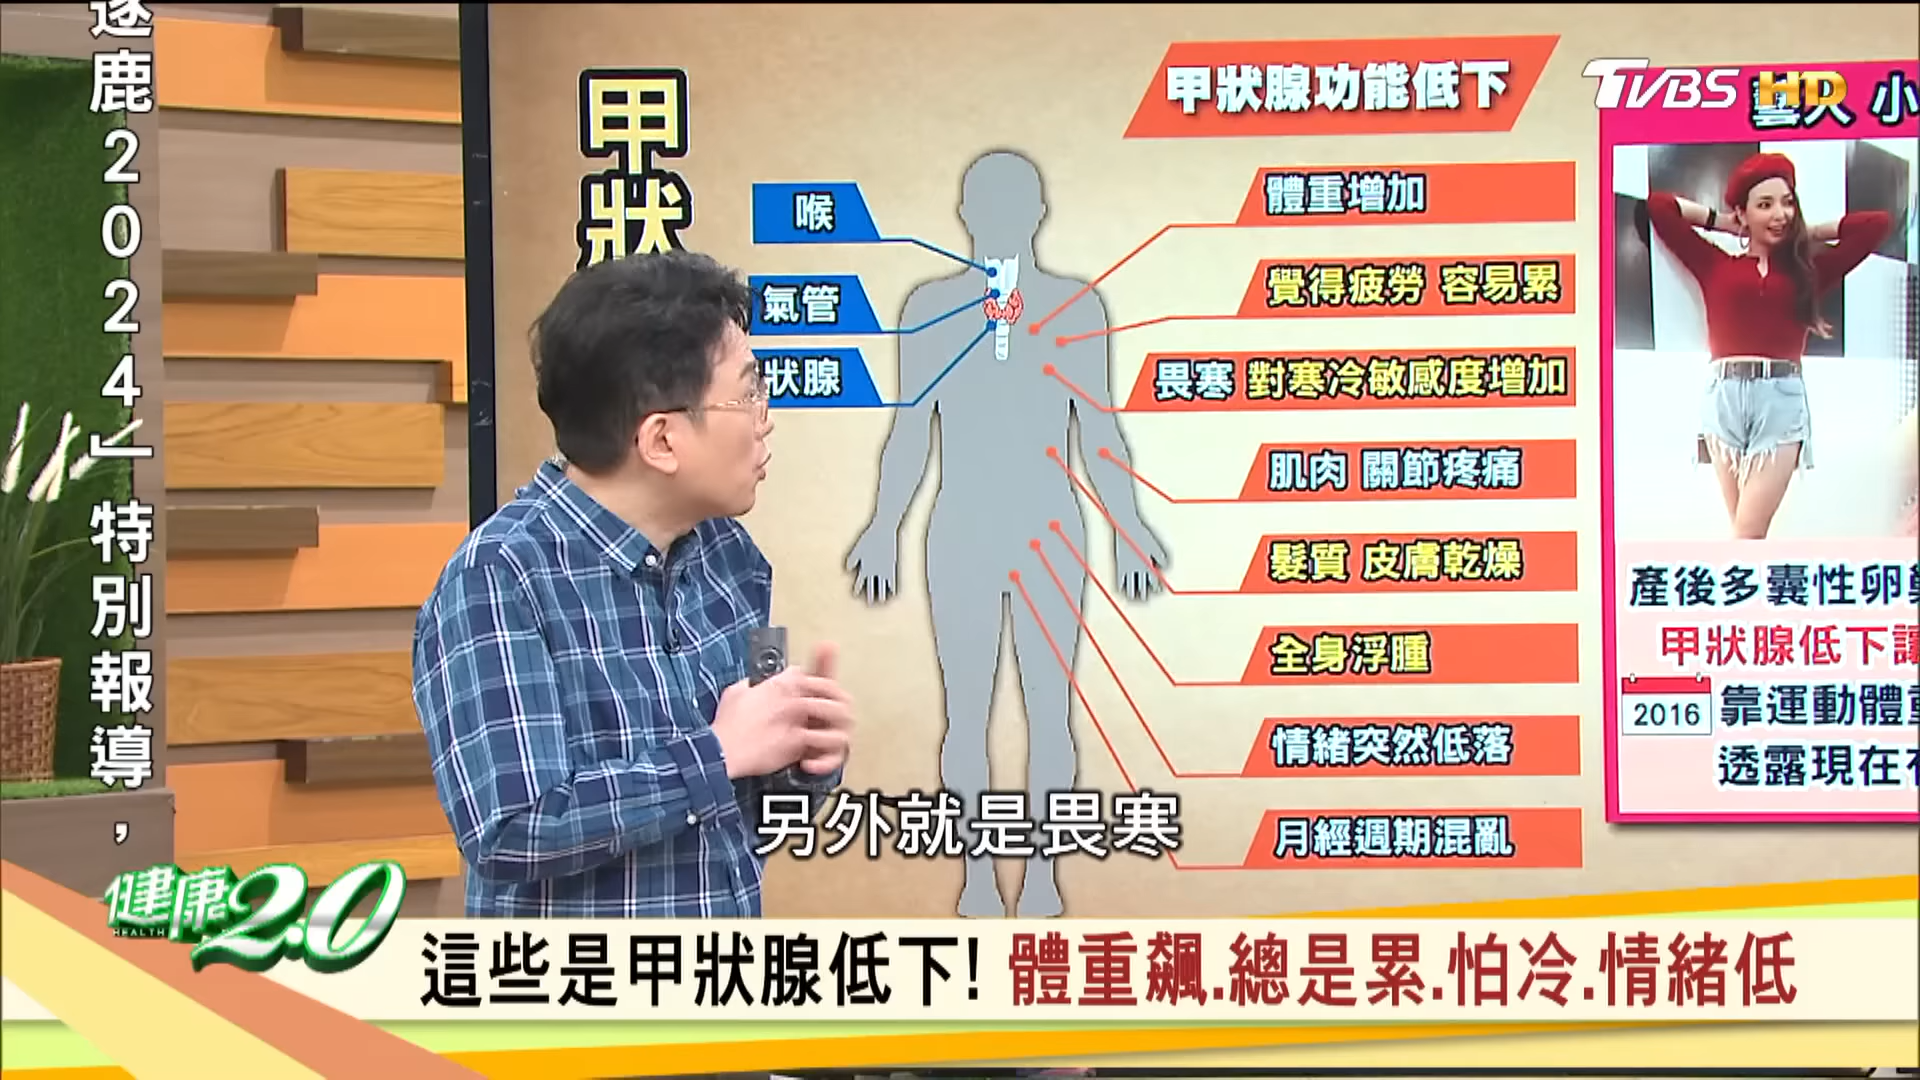 逐鹿2024」特別報導，
甲狀
甲狀腺功能低下
TVBS HD
藝人 小
喉
氣管
狀腺
體重增加
覺得疲勞 容易累
畏寒 對寒冷敏感度增加
肌肉 關節疼痛
髮質 皮膚乾燥
全身浮腫
情緒突然低落
月經週期混亂
產後多囊性卵
甲狀腺低下讓
2016
靠運動體重
透露現在
另外就是畏寒
健康2.0
HEALTH
這些是甲狀腺低下! 體重飆.總是累.怕冷.情緒低